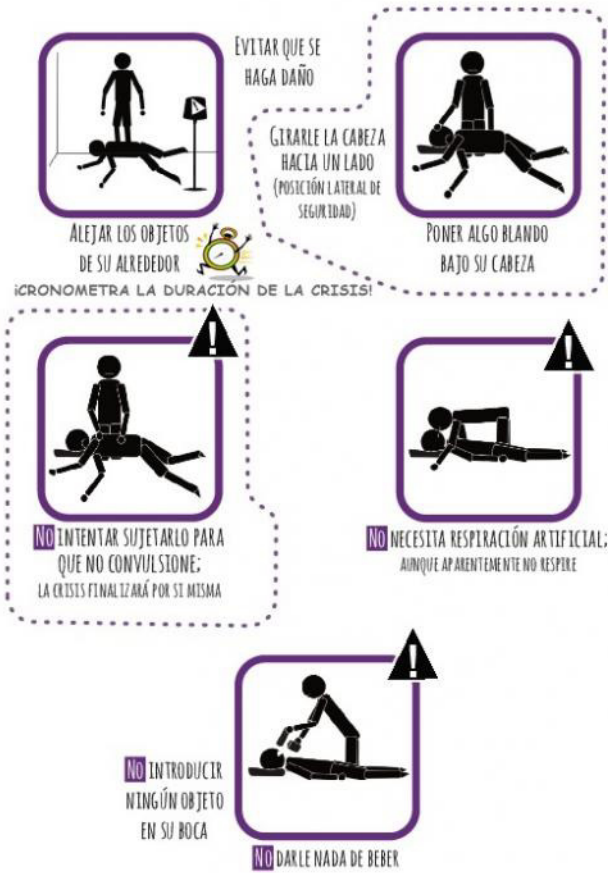 EVITAR QUE SE
HAGA DAÑO
ALEJAR LOS OBJETOS
DE SU ALREDEDOR
¡CRONOMETRA LA DURACIÓN DE LA CRISIS!
GIRARLE LA CABEZA
HACIA UN LADO
(POSICIÓN LATERAL DE
SEGURIDAD)
PONER ALGO BLANDO
BAJO SU CABEZA
!
NO INTENTAR SUJETARLO PARA
QUE NO CONVULSIONE;
LA CRISIS FINALIZARÁ POR SI MISMA
!
NO NECESITA RESPIRACIÓN ARTIFICIAL;
AUNQUE APARENTEMENTE NO RESPIRE
!
NO INTRODUCIR
NINGÚN OBJETO
EN SU BOCA
NO DARLE NADA DE BEBER